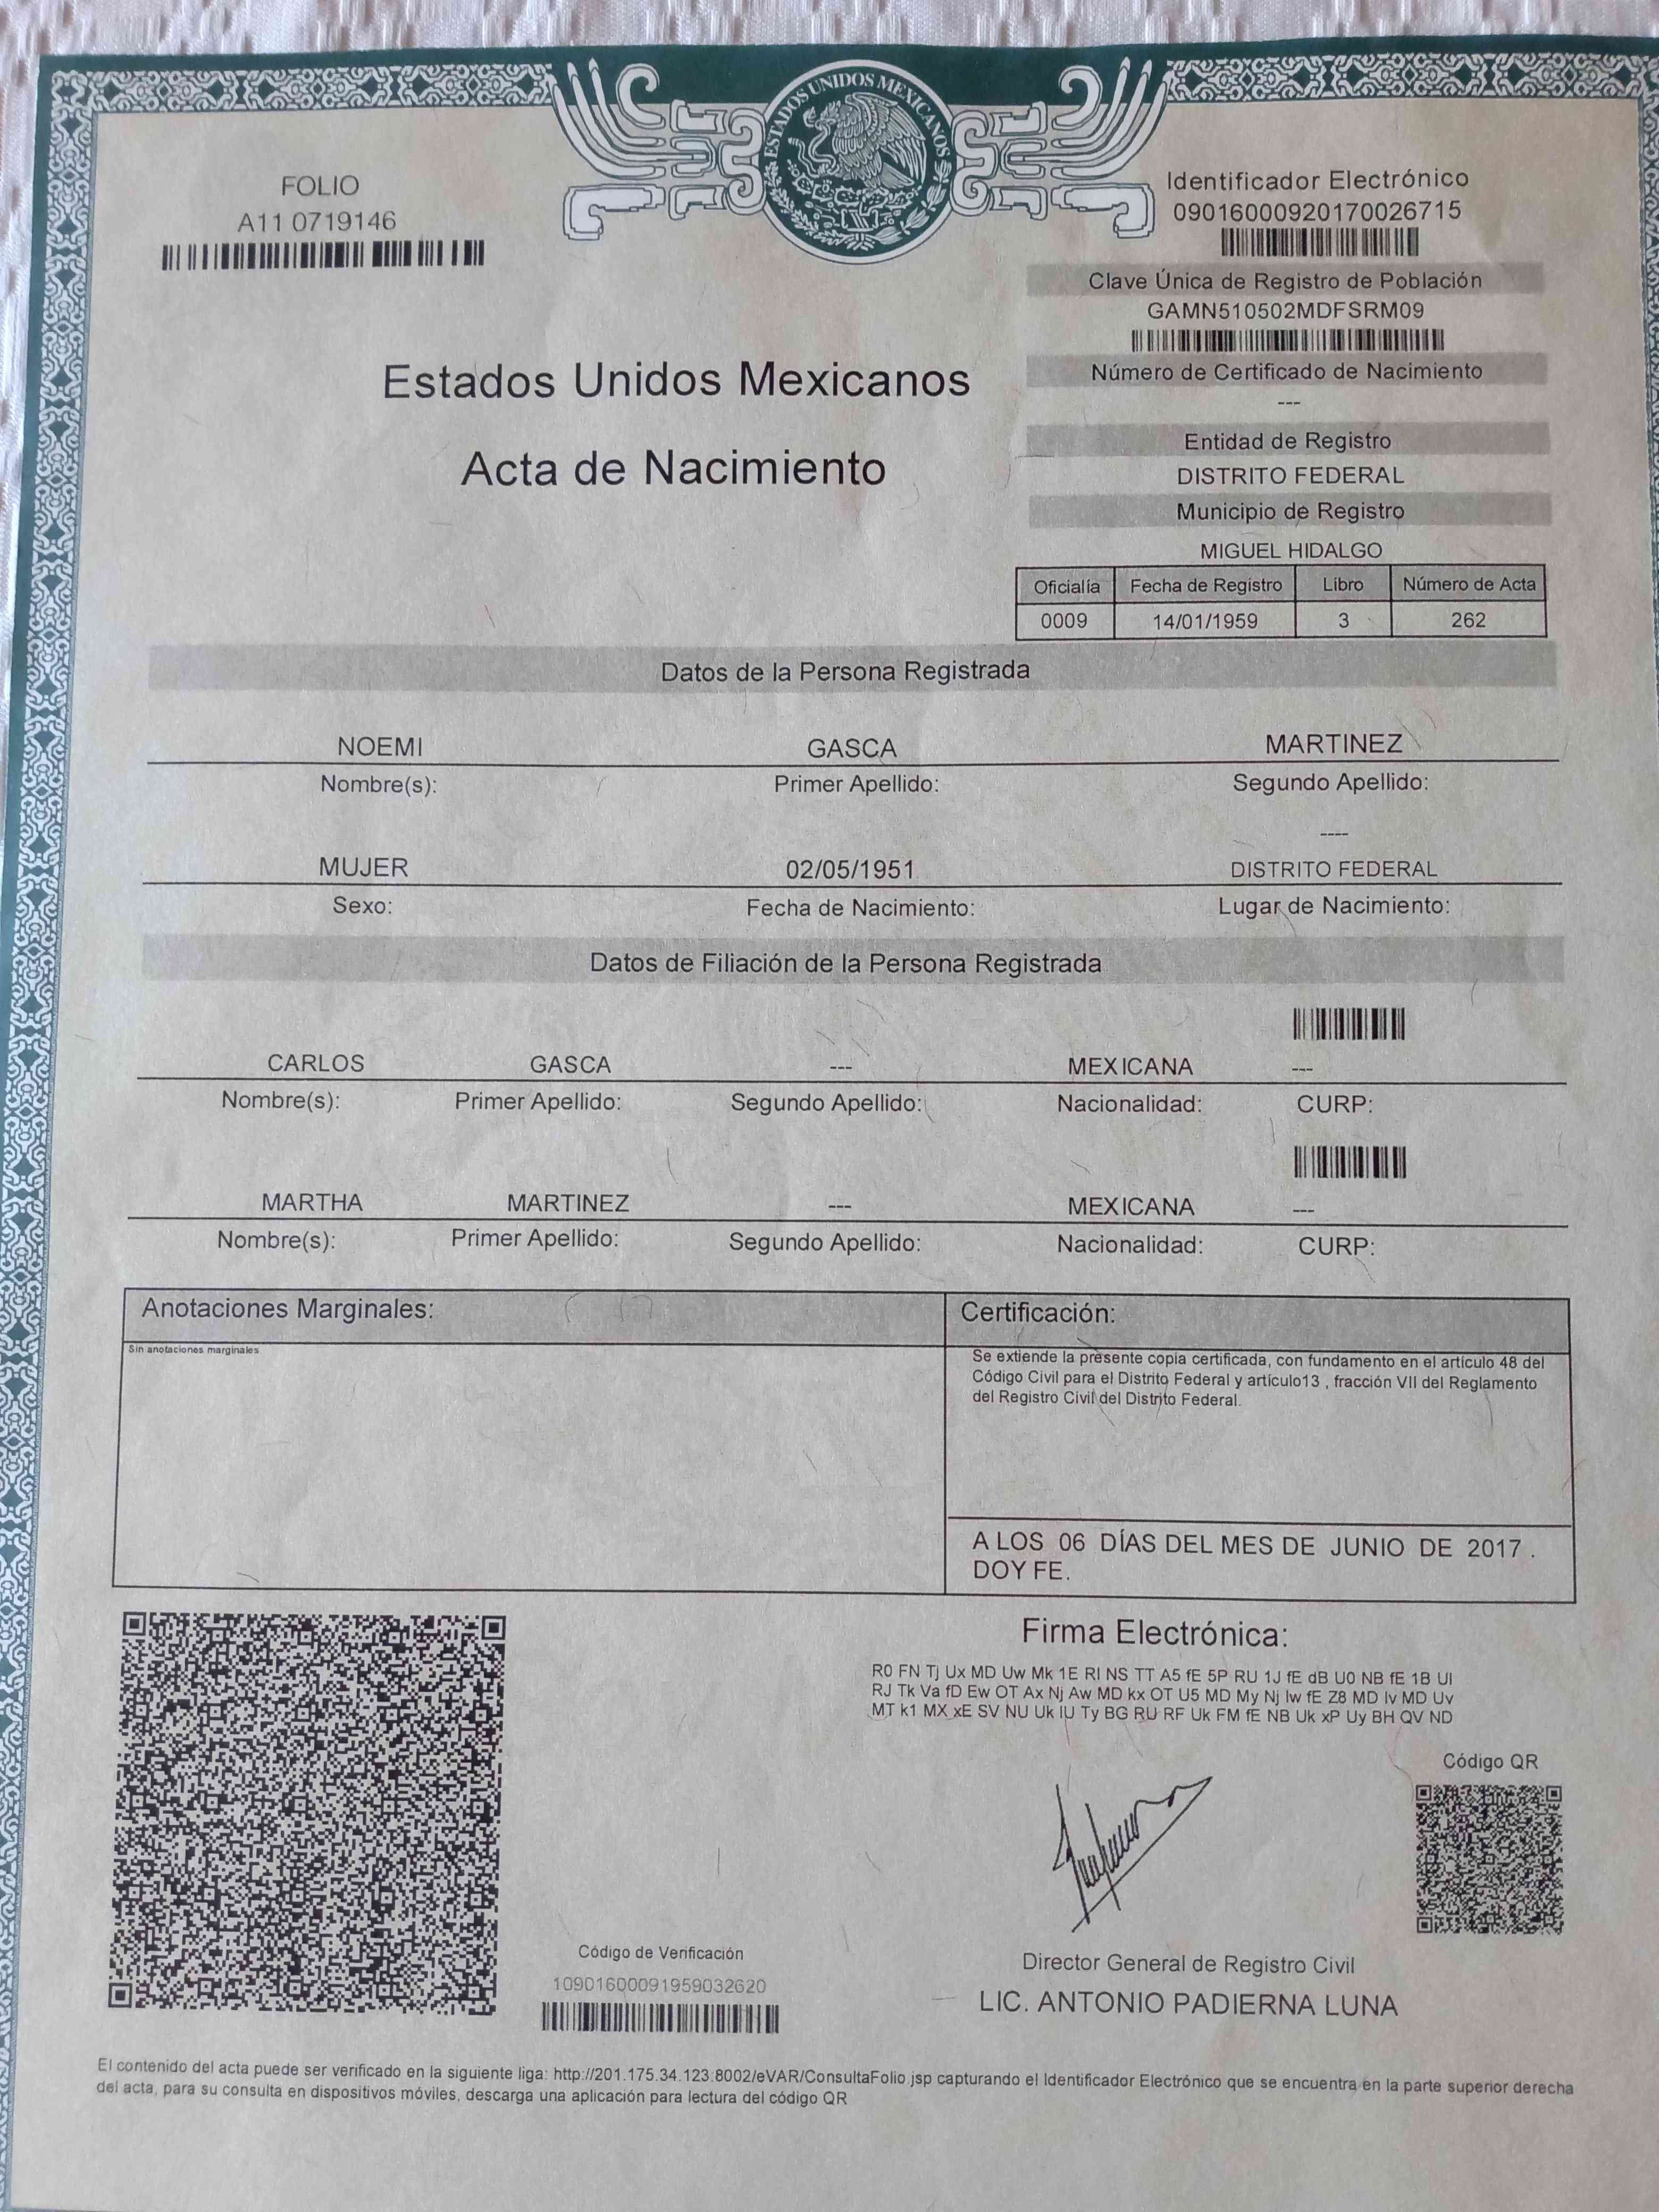 ESTADOS UNIDOS MEXICANOS
FOLIO
A11 0719146
Identificador Electrónico
09016000920170026715
Clave Única de Registro de Población
GAMN510502MDFSRM09
Número de Certificado de Nacimiento
---
Entidad de Registro
DISTRITO FEDERAL
Municipio de Registro
MIGUEL HIDALGO
Oficialía Fecha de Registro Libro Número de Acta
0009 14/01/1959 3 262
Estados Unidos Mexicanos
Acta de Nacimiento
Datos de la Persona Registrada
NOEMI GASCA MARTINEZ
Nombre(s): Primer Apellido: Segundo Apellido:
----
MUJER 02/05/1951 DISTRITO FEDERAL
Sexo: Fecha de Nacimiento: Lugar de Nacimiento:
Datos de Filiación de la Persona Registrada
CARLOS GASCA --- MEXICANA ---
Nombre(s): Primer Apellido: Segundo Apellido: Nacionalidad: CURP:
MARTHA MARTINEZ --- MEXICANA ---
Nombre(s): Primer Apellido: Segundo Apellido: Nacionalidad: CURP:
Anotaciones Marginales:
Sin anotaciones marginales
Certificación:
Se extiende la presente copia certificada, con fundamento en el artículo 48 del
Código Civil para el Distrito Federal y artículo13 , fracción VII del Reglamento
del Registro Civil del Distrito Federal.
A LOS 06 DÍAS DEL MES DE JUNIO DE 2017 .
DOY FE.
Firma Electrónica:
R0 FN Tj Ux MD Uw Mk 1E RI NS TT A5 fE 5P RU 1J fE dB U0 NB fE 1B UI
RJ Tk Va fD Ew OT Ax Nj Aw MD kx OT U5 MD My Nj Iw fE Z8 MD Iv MD Uv
MT k1 MX xE SV NU Uk lU Ty BG RU RF Uk FM fE NB Uk xP Uy BH QV ND
Código QR
Código de Verificación
10901600091959032620
Director General de Registro Civil
LIC. ANTONIO PADIERNA LUNA
El contenido del acta puede ser verificado en la siguiente liga: http://201.175.34.123:8002/eVAR/ConsultaFolio.jsp capturando el Identificador Electrónico que se encuentra en la parte superior derecha
del acta, para su consulta en dispositivos móviles, descarga una aplicación para lectura del código QR